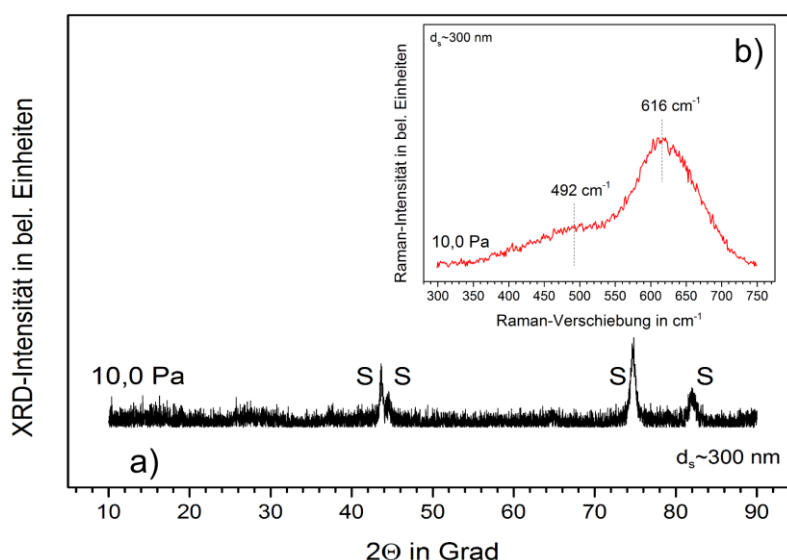 XRD-Intensität in bel. Einheiten
d_s~300 nm
b)
616 cm⁻¹
492 cm⁻¹
10,0 Pa
Raman-Intensität in bel. Einheiten
300 350 400 450 500 550 600 650 700 750
Raman-Verschiebung in cm⁻¹
10,0 Pa
S S S S
a)
d_s~300 nm
10 20 30 40 50 60 70 80 90
2Θ in Grad